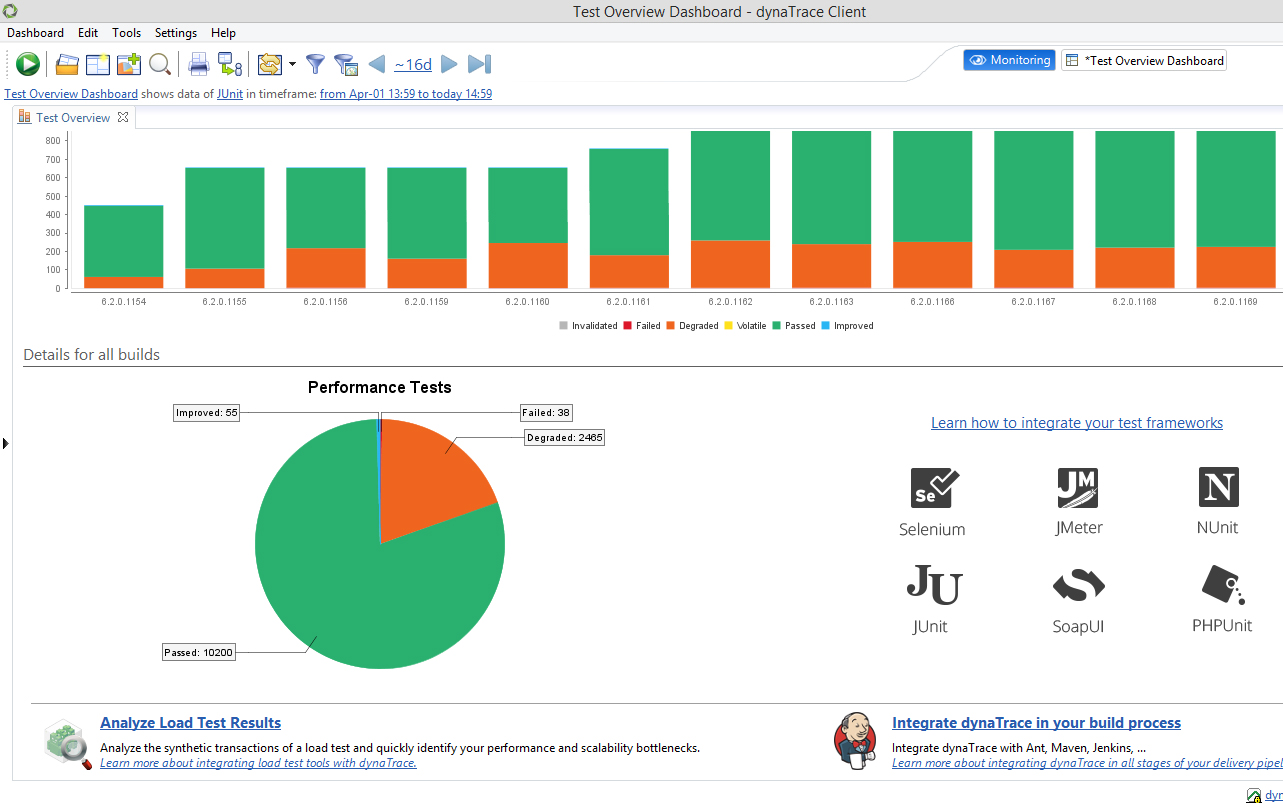 Test Overview Dashboard - dynaTrace Client
Dashboard Edit Tools Settings Help
~16d
Monitoring
*Test Overview Dashboard
Test Overview Dashboard shows data of JUnit in timeframe: from Apr-01 13:59 to today 14:59
Test Overview
800
700
600
500
400
300
200
100
0
6.2.0.1154 6.2.0.1155 6.2.0.1156 6.2.0.1159 6.2.0.1160 6.2.0.1161 6.2.0.1162 6.2.0.1163 6.2.0.1166 6.2.0.1167 6.2.0.1168 6.2.0.1169
Invalidated Failed Degraded Volatile Passed Improved
Details for all builds
Performance Tests
Improved: 55
Failed: 38
Degraded: 2465
Passed: 10200
Learn how to integrate your test frameworks
Se
JM
N
Selenium
JMeter
NUnit
JU
JUnit
SoapUI
PHPUnit
Analyze Load Test Results
Analyze the synthetic transactions of a load test and quickly identify your performance and scalability bottlenecks.
Learn more about integrating load test tools with dynaTrace.
Integrate dynaTrace in your build process
Integrate dynaTrace with Ant, Maven, Jenkins, ...
Learn more about integrating dynaTrace in all stages of your delivery pipel
dyn